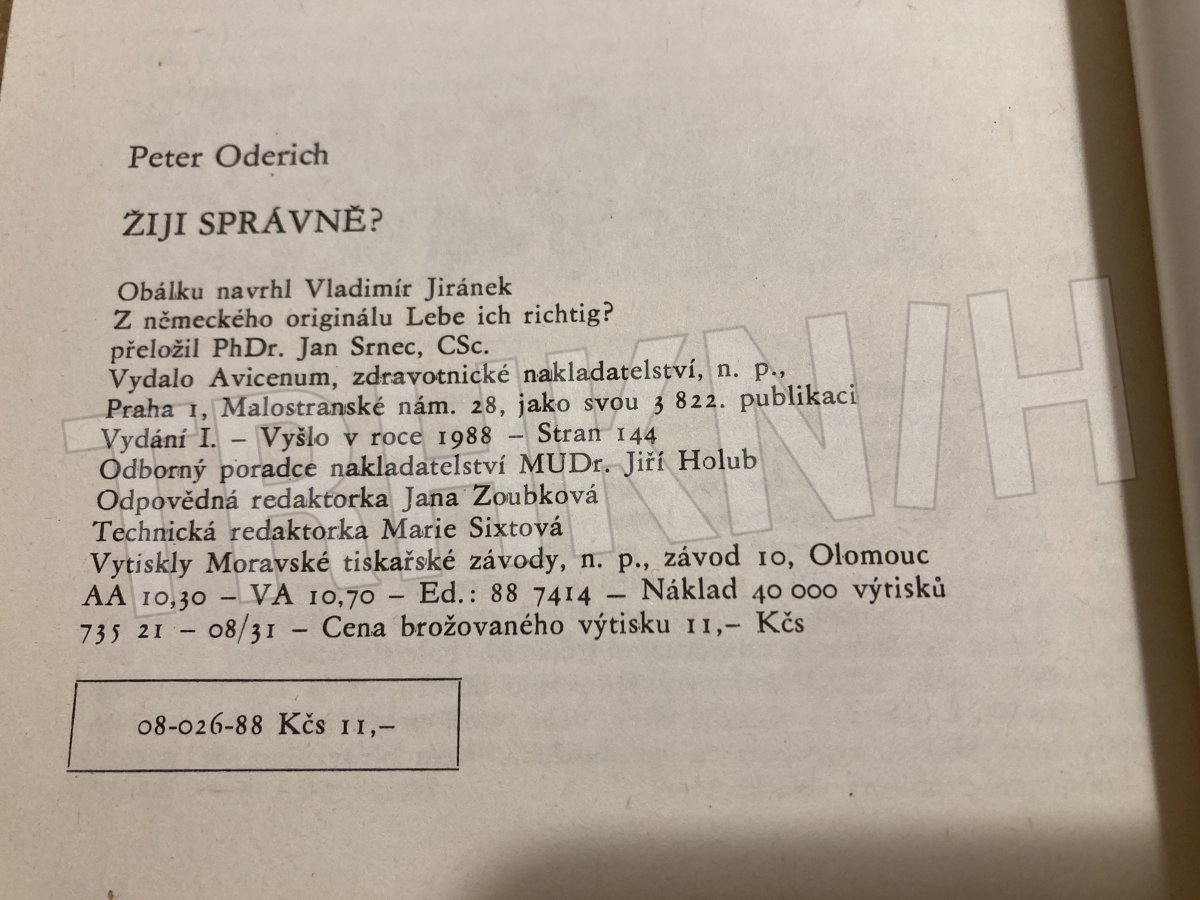 Peter Oderich
ŽIJI SPRÁVNĚ?
Obálku navrhl Vladimír Jiránek
Z německého originálu Lebe ich richtig?
přeložil PhDr. Jan Srnec, CSc.
Vydalo Avicenum, zdravotnické nakladatelství, n. p.,
Praha 1, Malostranské nám. 28, jako svou 3 822. publikaci
Vydání I. – Vyšlo v roce 1988 – Stran 144
Odborný poradce nakladatelství MUDr. Jiří Holub
Odpovědná redaktorka Jana Zoubková
Technická redaktorka Marie Sixtová
Vytiskly Moravské tiskařské závody, n. p., závod 10, Olomouc
AA 10,30 – VA 10,70 – Ed.: 88 7414 – Náklad 40 000 výtisků
735 21 – 08/31 – Cena brožovaného výtisku 11,– Kčs
08-026-88 Kčs 11,–